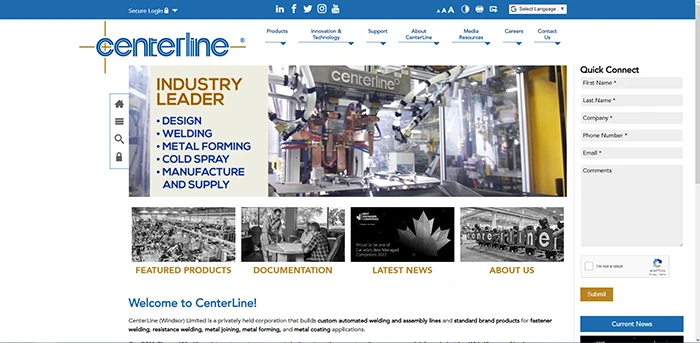 Secure Login
A A A
Select Language
centerline ®
Products
Innovation &
Technology
Support
About
CenterLine
Media
Resources
Careers
Contact
Us
INDUSTRY
LEADER
• DESIGN
• WELDING
• METAL FORMING
• COLD SPRAY
• MANUFACTURE
AND SUPPLY
centerline
Quick Connect
First Name *
Last Name *
Company *
Phone Number *
Email *
Comments
I'm not a robot
reCAPTCHA
Submit
Current News
Proud to be one of
Canada's Best Managed
Companies 2022
centerline
FEATURED PRODUCTS
DOCUMENTATION
LATEST NEWS
ABOUT US
Welcome to CenterLine!
CenterLine (Windsor) Limited is a privately held corporation that builds custom automated welding and assembly lines and standard brand products for fastener
welding, resistance welding, metal joining, metal forming, and metal coating applications.